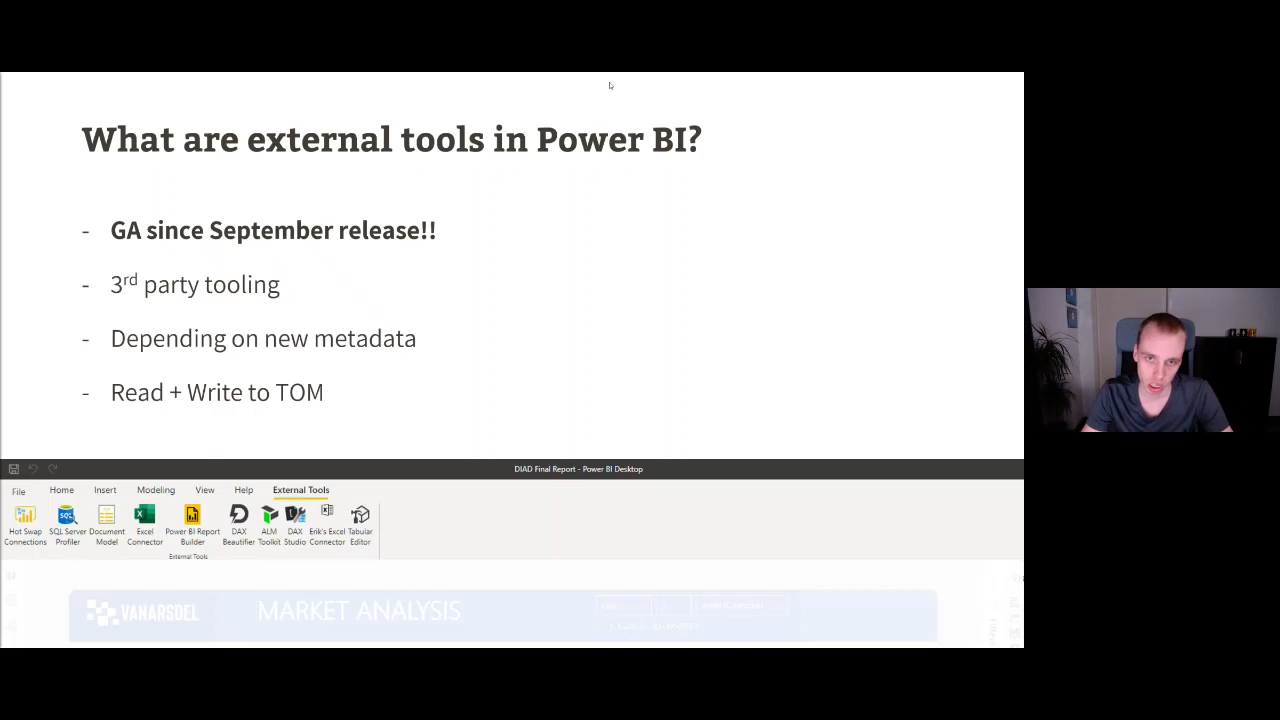 What are external tools in Power BI?
- GA since September release!!
- 3rd party tooling
- Depending on new metadata
- Read + Write to TOM
DIAD Final Report - Power BI Desktop
File Home Insert Modeling View Help External Tools
Hot Swap Connections
SQL Server Profiler
Document Model
Excel Connector
Power BI Report Builder
DAX Beautifier
ALM Toolkit
DAX Studio
Erik's Excel Connector
Tabular Editor
External Tools
VANARSDEL
MARKET ANALYSIS